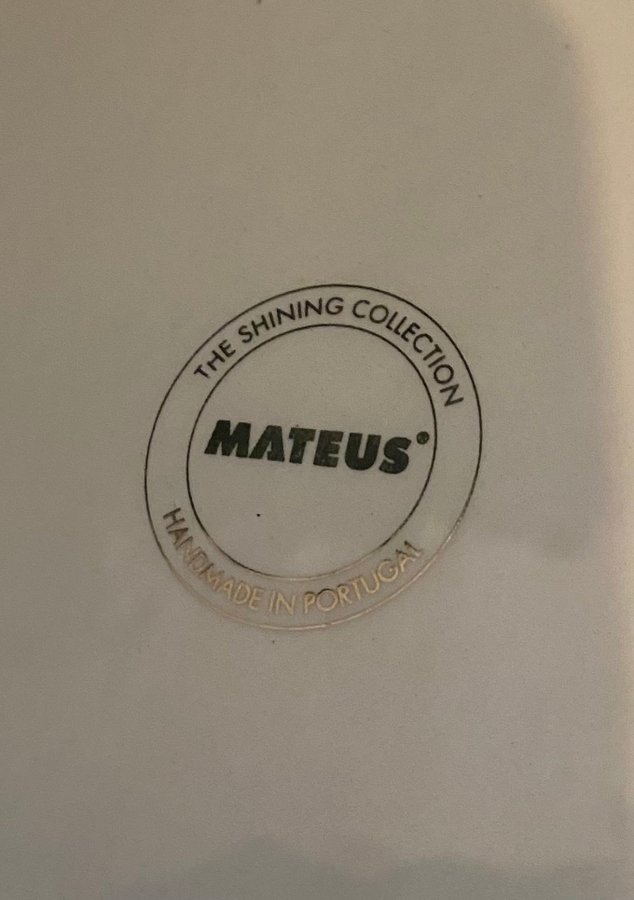 THE SHINING COLLECTION
MATEUS®
HANDMADE IN PORTUGAL